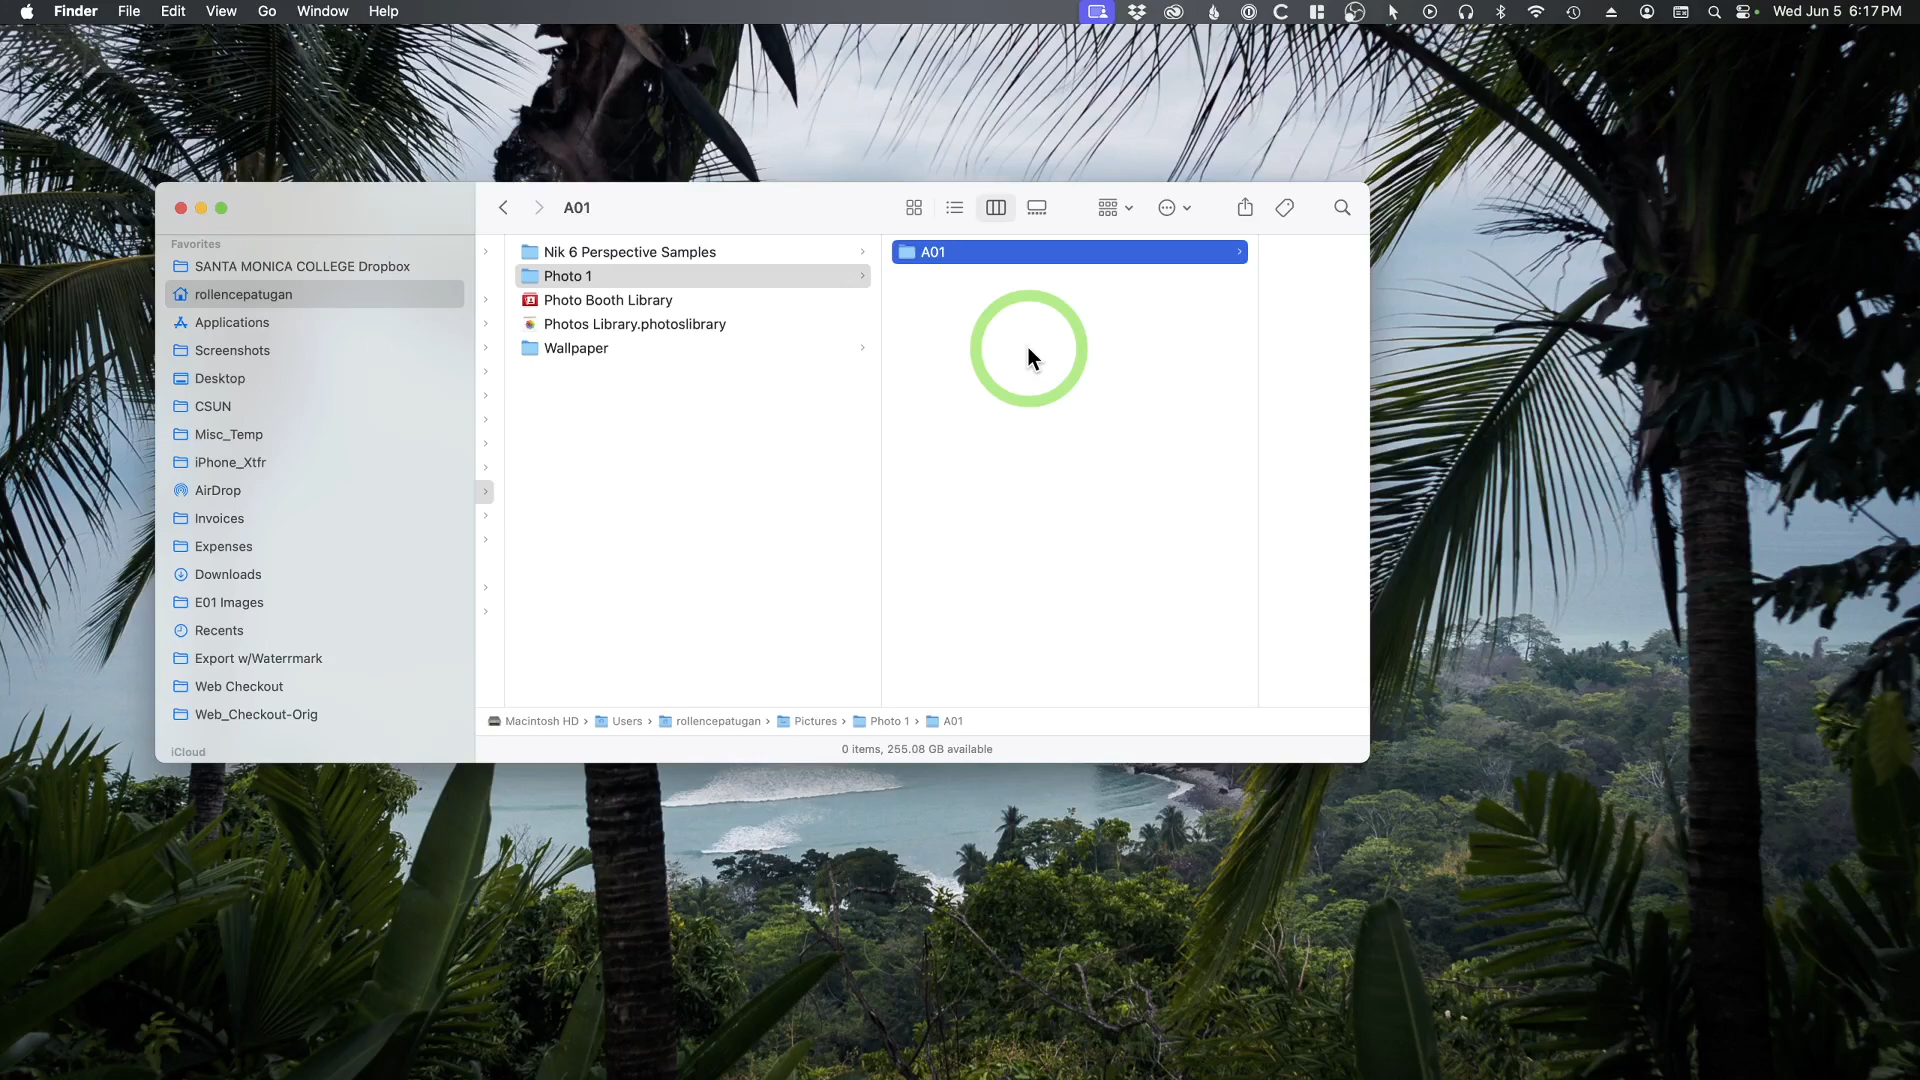 Finder File Edit View Go Window Help Wed Jun 5 6:17 PM
A01
Favorites
SANTA MONICA COLLEGE Dropbox
rollencepatugan
Applications
Screenshots
Desktop
CSUN
Misc_Temp
iPhone_Xtfr
AirDrop
Invoices
Expenses
Downloads
E01 Images
Recents
Export w/Waterrmark
Web Checkout
Web_Checkout-Orig
iCloud
Nik 6 Perspective Samples
Photo 1
Photo Booth Library
Photos Library.photoslibrary
Wallpaper
A01
Macintosh HD › Users › rollencepatugan › Pictures › Photo 1 › A01
0 items, 255.08 GB available